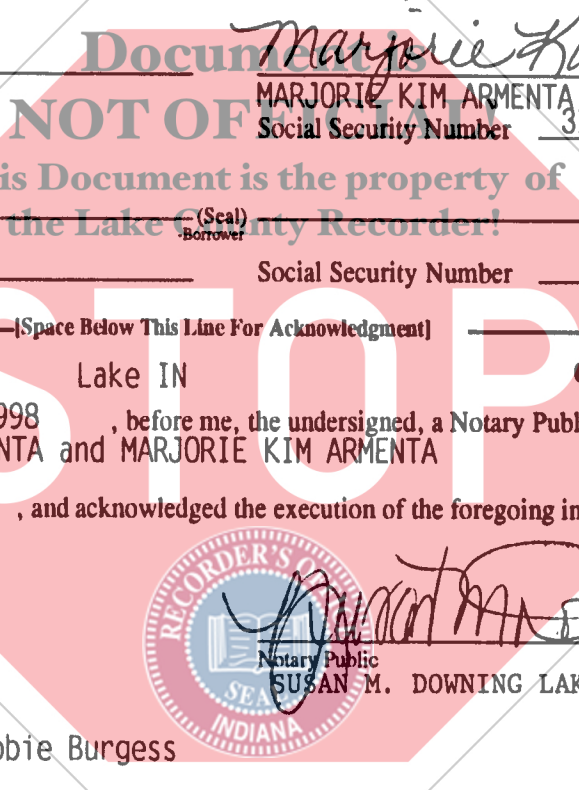 Marjorie K
Document is
MARJORIE KIM ARMENTA
NOT OFFICIAL
Social Security Number 3
is Document is the property of
(Seal)
the Lake County Recorder!
-Borrower
Social Security Number
[Space Below This Line For Acknowledgment]
STOP
Lake IN
998 , before me, the undersigned, a Notary Publ
NTA and MARJORIE KIM ARMENTA
, and acknowledged the execution of the foregoing in
RECORDER'S O
SEAL
INDIANA
Notary Public
SUSAN M. DOWNING LAK
bbie Burgess